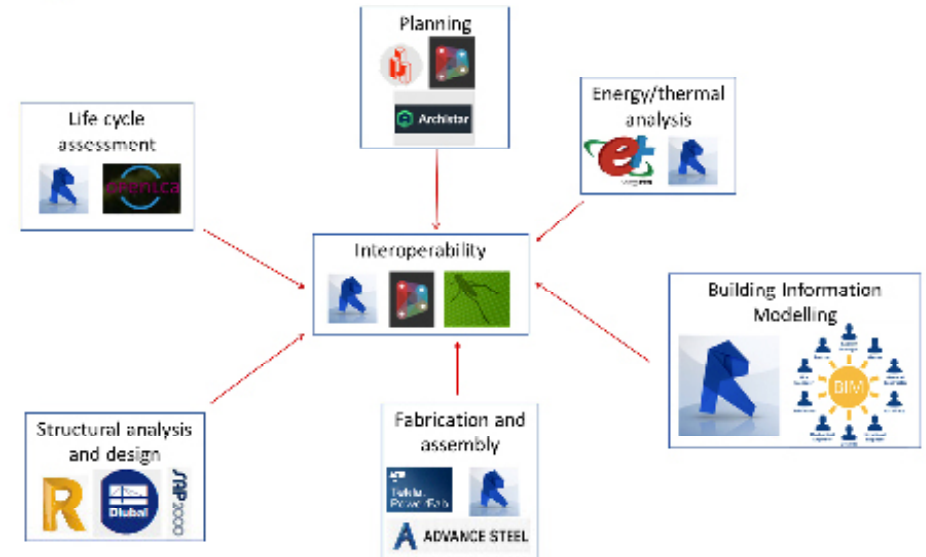 Planning
Archistar
Energy/thermal
analysis
Life cycle
assessment
Interoperability
Building Information
Modelling
BIM
Structural analysis
and design
Dlubal
SAP2000
Fabrication and
assembly
Tekla
PowerFab
ADVANCE STEEL